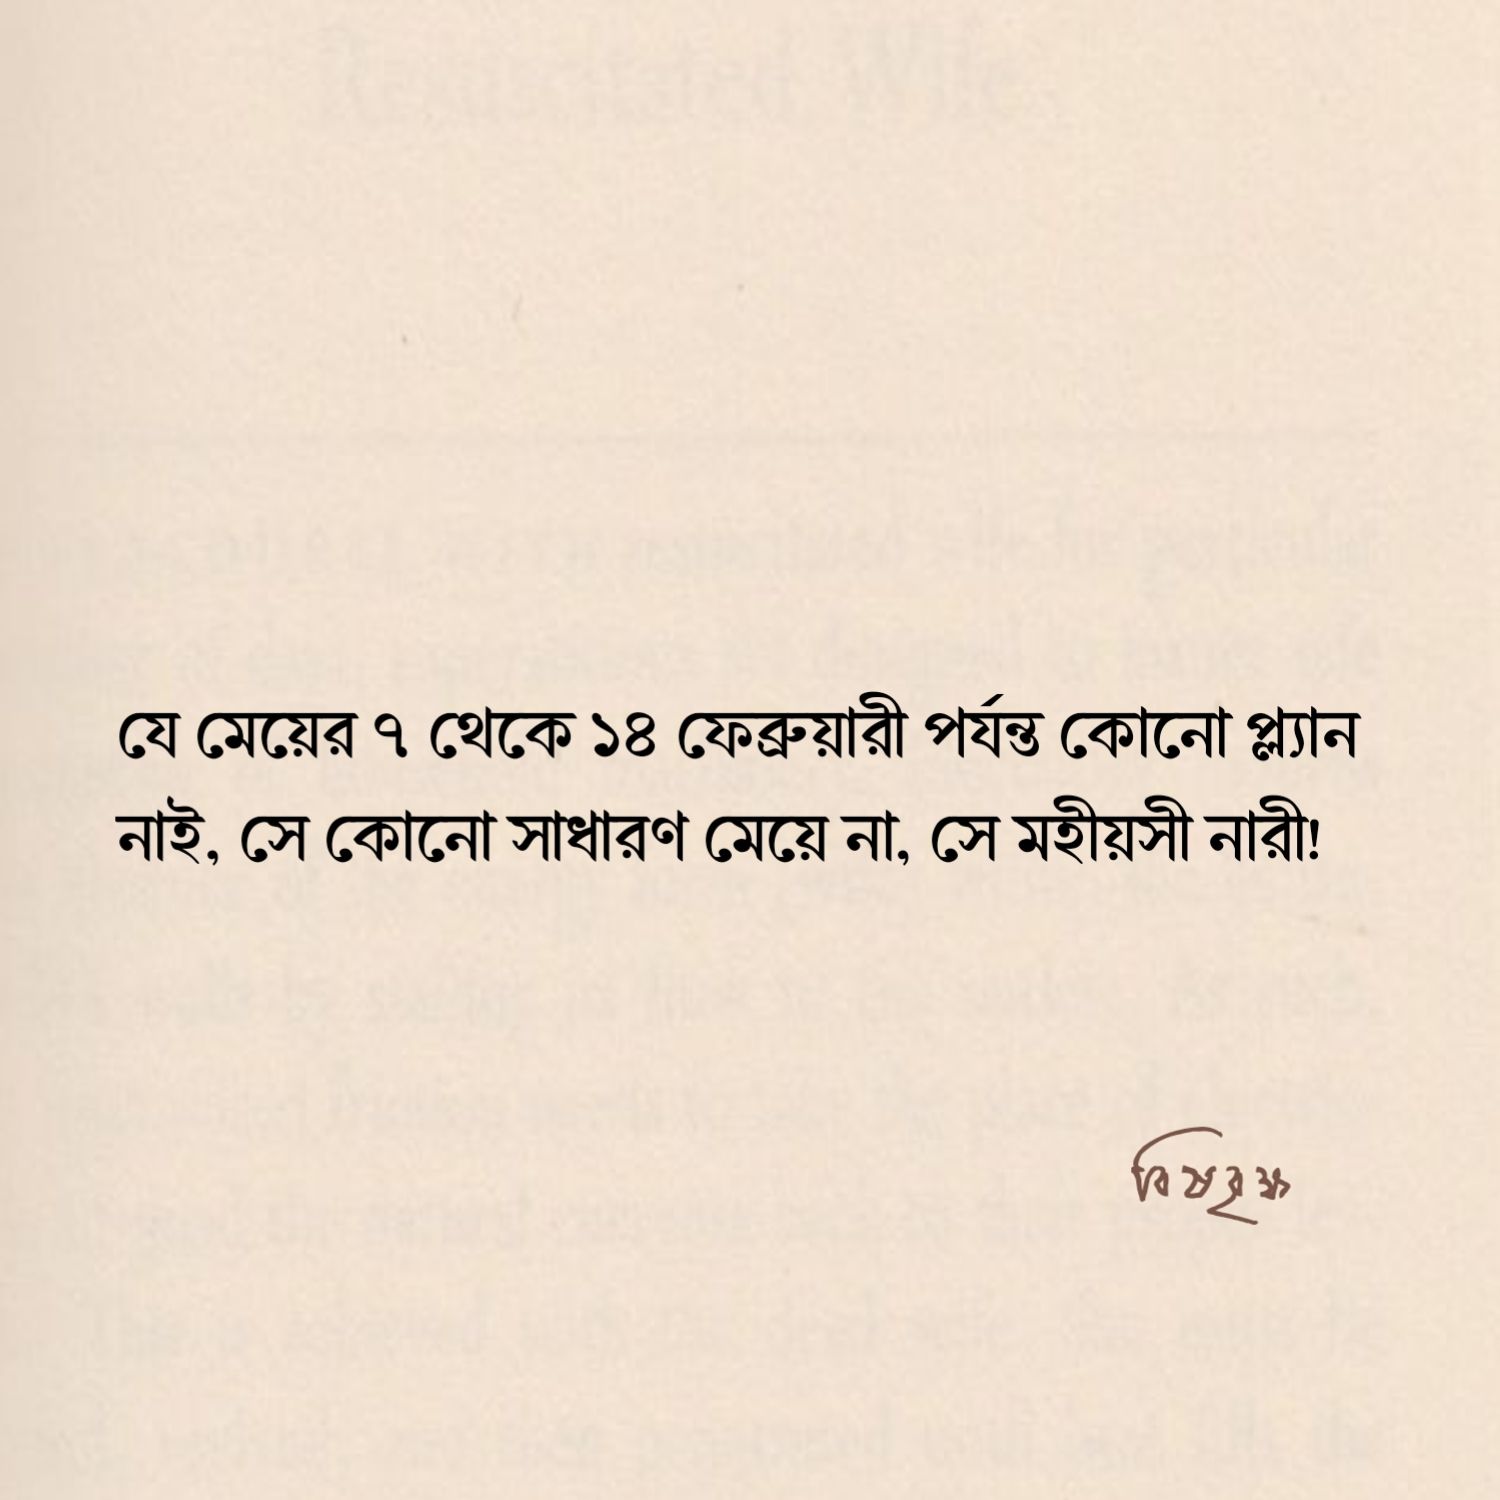 যে মেয়ের ৭ থেকে ১৪ ফেব্রুয়ারী পর্যন্ত কোনো প্ল্যান
নাই, সে কোনো সাধারণ মেয়ে না, সে মহীয়সী নারী!
বিষবৃক্ষ